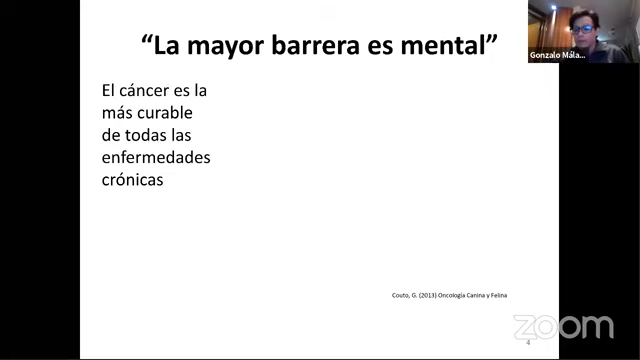 “La mayor barrera es mental”
Gonzalo Mála...
El cáncer es la
más curable
de todas las
enfermedades
crónicas
Couto, G. (2013) Oncología Canina y Felina
zoom
4